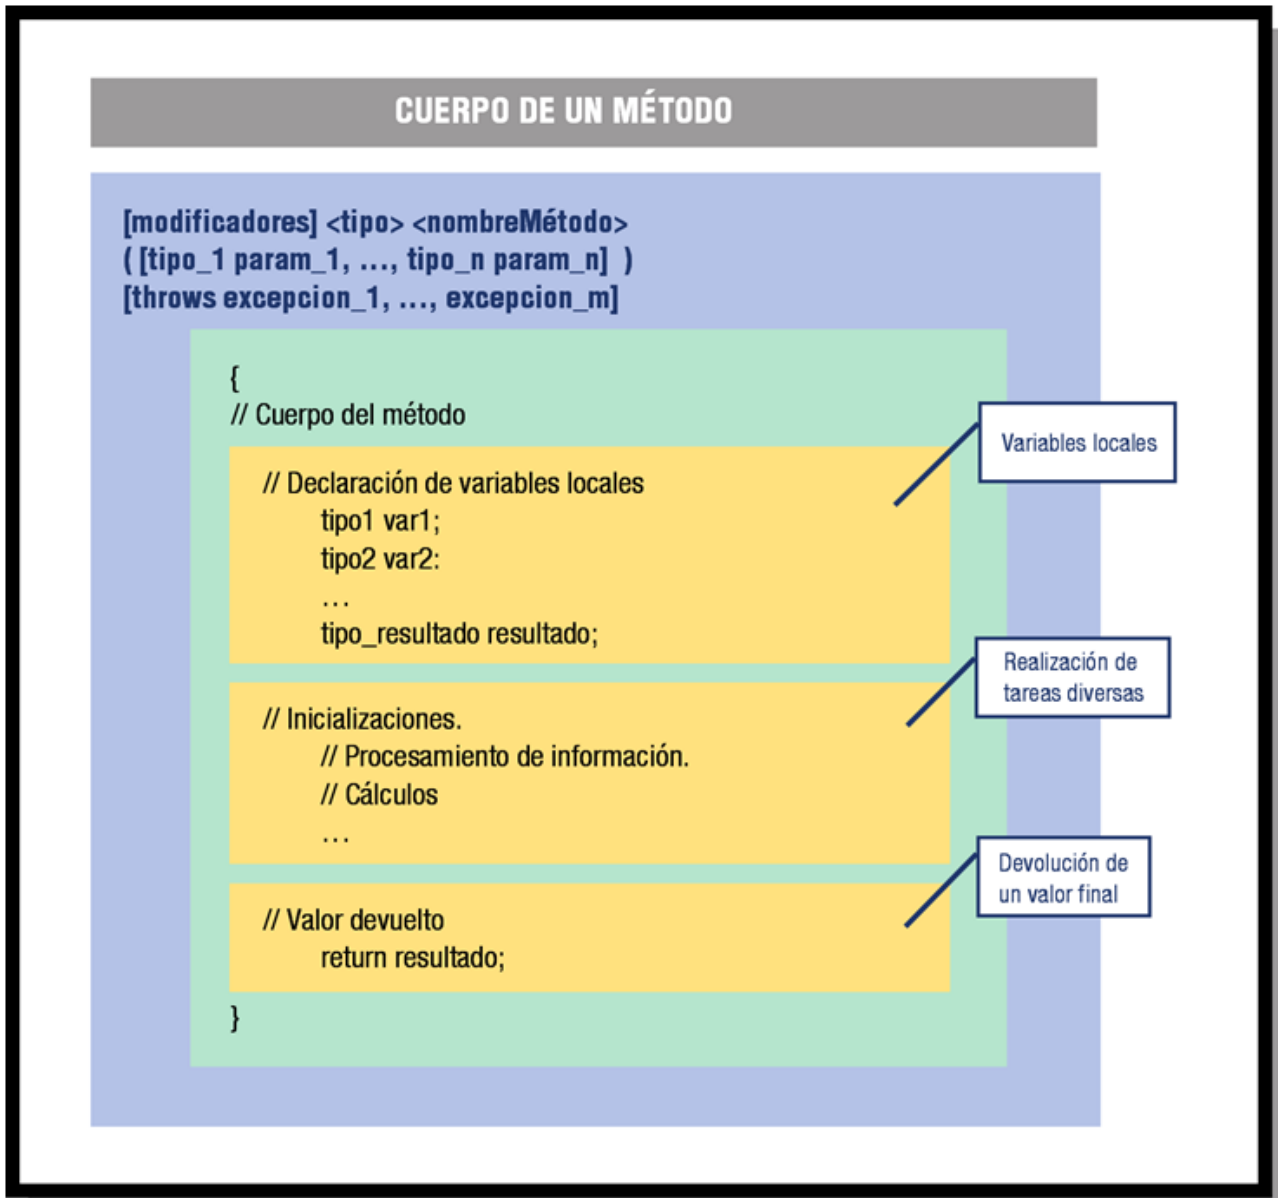 CUERPO DE UN MÉTODO
[modificadores] <tipo> <nombreMétodo>
( [tipo_1 param_1, ..., tipo_n param_n] )
[throws excepcion_1, ..., excepcion_m]
{
// Cuerpo del método
// Declaración de variables locales
tipo1 var1;
tipo2 var2:
...
tipo_resultado resultado;
Variables locales
// Inicializaciones.
// Procesamiento de información.
// Cálculos
...
Realización de
tareas diversas
// Valor devuelto
return resultado;
Devolución de
un valor final
}